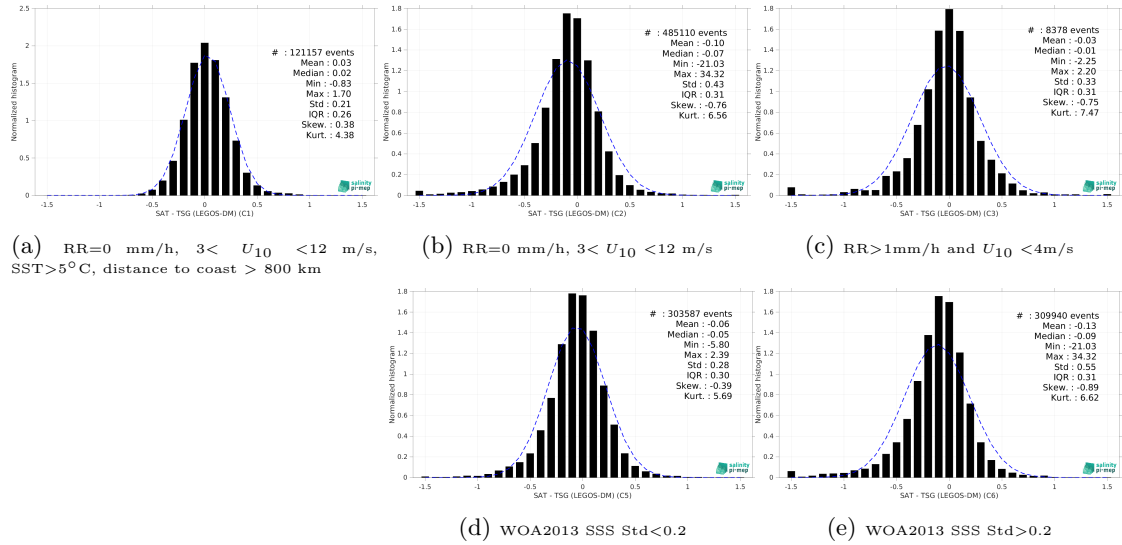 2.5
2
1.5
1
0.5
0
-1.5
-1
-0.5
0
0.5
1
1.5
Normalized histogram
SAT - TSG (LEGOS-DM) (C1)
# : 121157 events
Mean : 0.03
Median : 0.02
Min : -0.83
Max : 1.70
Std : 0.21
IQR : 0.26
Skew. : 0.38
Kurt. : 4.38
salinity
pi-mep
(a) RR=0 mm/h, 3< U10 <12 m/s,
SST>5°C, distance to coast > 800 km
1.8
1.6
1.4
1.2
1
0.8
0.6
0.4
0.2
0
-1.5
-1
-0.5
0
0.5
1
1.5
Normalized histogram
SAT - TSG (LEGOS-DM) (C2)
# : 485110 events
Mean : -0.10
Median : -0.07
Min : -21.03
Max : 34.32
Std : 0.43
IQR : 0.31
Skew. : -0.76
Kurt. : 6.56
salinity
pi-mep
(b) RR=0 mm/h, 3< U10 <12 m/s
1.8
1.6
1.4
1.2
1
0.8
0.6
0.4
0.2
0
-1.5
-1
-0.5
0
0.5
1
1.5
Normalized histogram
SAT - TSG (LEGOS-DM) (C3)
# : 8378 events
Mean : -0.03
Median : -0.01
Min : -2.25
Max : 2.20
Std : 0.33
IQR : 0.31
Skew. : -0.75
Kurt. : 7.47
salinity
pi-mep
(c) RR>1mm/h and U10 <4m/s
1.8
1.6
1.4
1.2
1
0.8
0.6
0.4
0.2
0
-1.5
-1
-0.5
0
0.5
1
1.5
Normalized histogram
SAT - TSG (LEGOS-DM) (C5)
# : 303587 events
Mean : -0.06
Median : -0.05
Min : -5.80
Max : 2.39
Std : 0.28
IQR : 0.30
Skew. : -0.39
Kurt. : 5.69
salinity
pi-mep
(d) WOA2013 SSS Std<0.2
1.8
1.6
1.4
1.2
1
0.8
0.6
0.4
0.2
0
-1.5
-1
-0.5
0
0.5
1
1.5
Normalized histogram
SAT - TSG (LEGOS-DM) (C6)
# : 309940 events
Mean : -0.13
Median : -0.09
Min : -21.03
Max : 34.32
Std : 0.55
IQR : 0.31
Skew. : -0.89
Kurt. : 6.62
salinity
pi-mep
(e) WOA2013 SSS Std>0.2